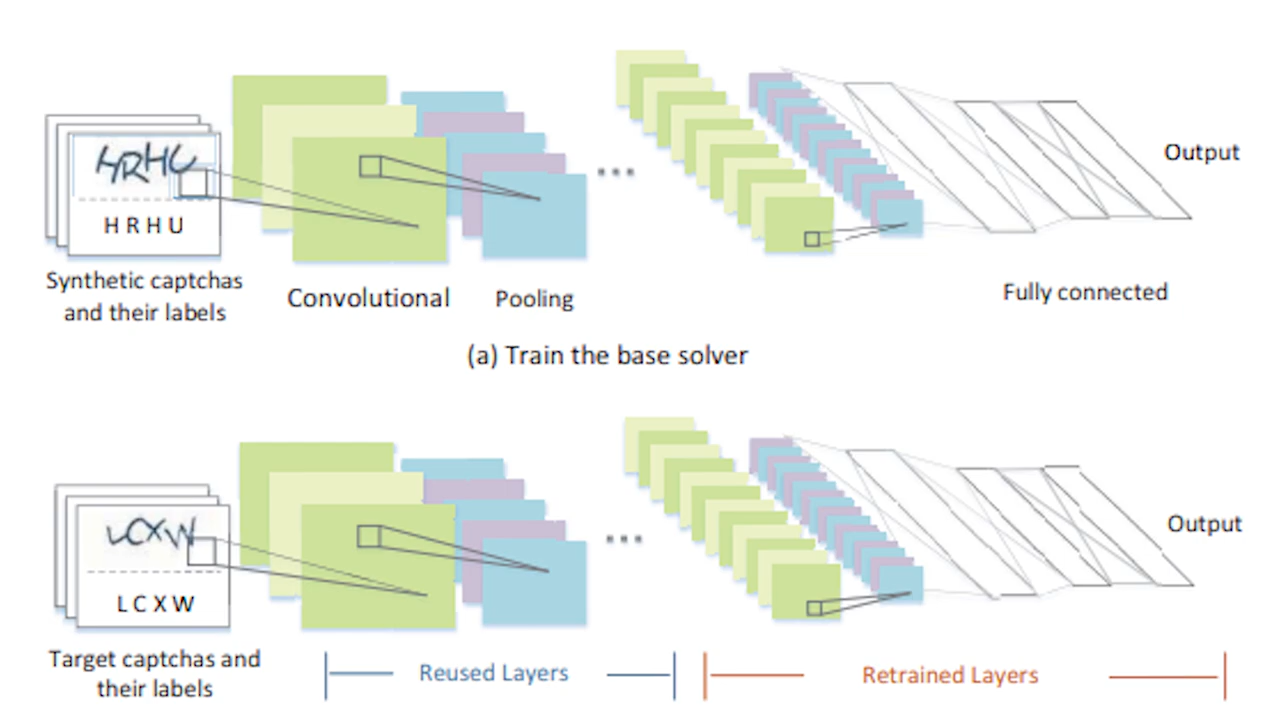 HRHU
H R H U
Synthetic captchas
and their labels
Convolutional
Pooling
...
Output
Fully connected
(a) Train the base solver
LCXW
L C X W
Target captchas and
their labels
...
Output
Reused Layers
Retrained Layers